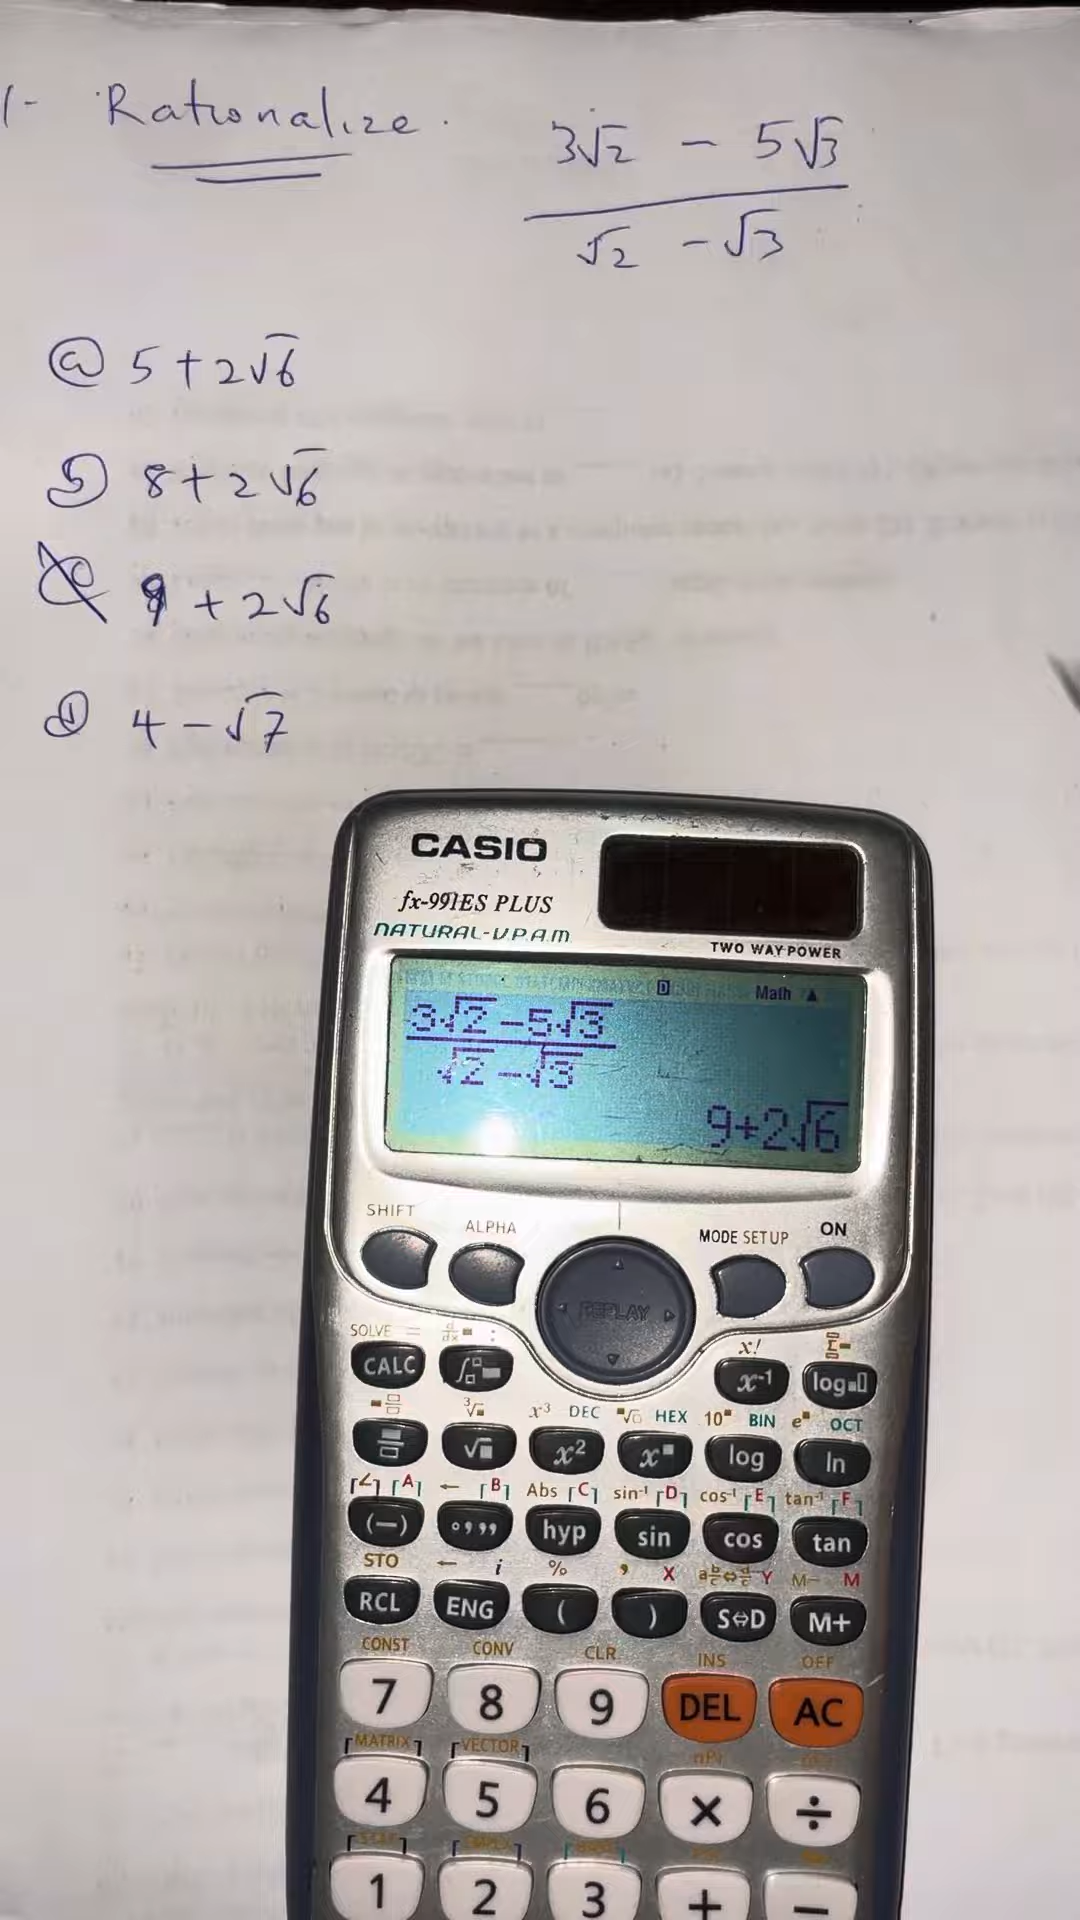 1- Rationalize. 3√2 - 5√3
√2 - √3
(a) 5 + 2√6
(b) 8 + 2√6
(c) 9 + 2√6
(d) 4 - √7
CASIO
fx-991ES PLUS
NATURAL-V.P.A.M.
TWO WAY POWER
D Math ▲
3√2-5√3
√2-√3
9+2√6
SHIFT ALPHA MODE SETUP ON
REPLAY
SOLVE = d/dx■ : x! Σ■
CALC ∫■ x⁻¹ log■□
■□/□ ³√■ x³ DEC ■√□ HEX 10■ BIN e■ OCT
■/□ √■ x² x■ log ln
∠ A ← B Abs C sin⁻¹ D cos⁻¹ E tan⁻¹ F
(−) °,,, hyp sin cos tan
STO ← i % , X a b/c⇔d/c Y M− M
RCL ENG ( ) S⇔D M+
CONST CONV CLR INS OFF
7 8 9 DEL AC
MATRIX VECTOR nPr
4 5 6 × ÷
1 2 3 + −